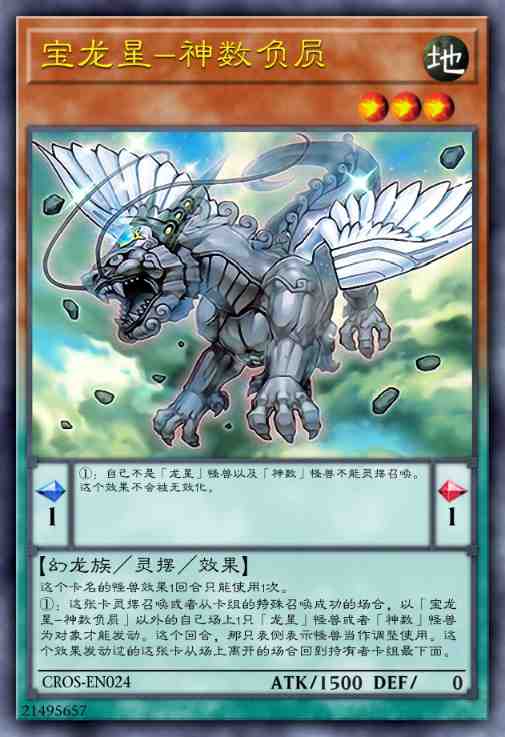 宝龙星-神数负屃
地
①：自己不是「龙星」怪兽以及「神数」怪兽不能灵摆召唤。
这个效果不会被无效化。
1
1
【幻龙族／灵摆／效果】
这个卡名的怪兽效果1回合只能使用1次。
①：这张卡灵摆召唤或者从卡组的特殊召唤成功的场合，以「宝龙
星-神数负屃」以外的自己场上1只「龙星」怪兽或者「神数」怪兽
为对象才能发动。这个回合，那只表侧表示怪兽当作调整使用。这
个效果发动过的这张卡从场上离开的场合回到持有者卡组最下面。
CROS-EN024
ATK/1500 DEF/ 0
21495657